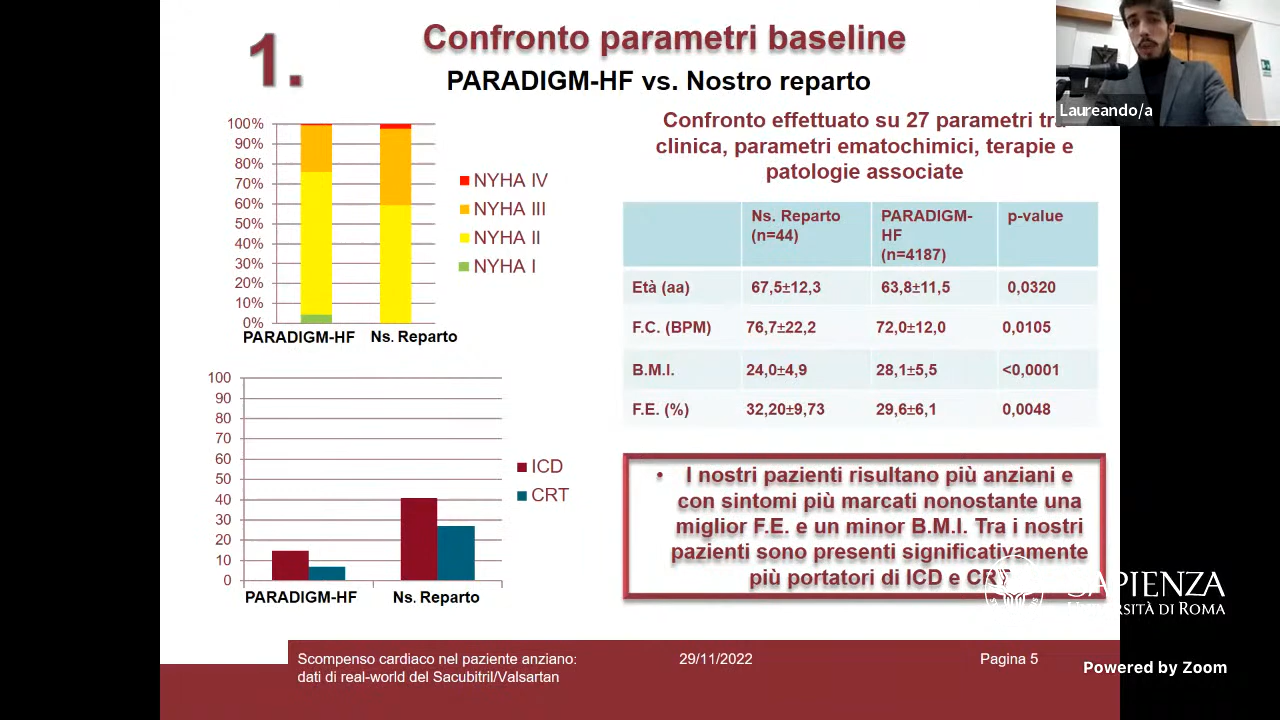 1.
Confronto parametri baseline
PARADIGM-HF vs. Nostro reparto
Laureando/a
100%
90%
80%
70%
60%
50%
40%
30%
20%
10%
0%
PARADIGM-HF Ns. Reparto
NYHA IV
NYHA III
NYHA II
NYHA I
100
90
80
70
60
50
40
30
20
10
0
PARADIGM-HF Ns. Reparto
ICD
CRT
Confronto effettuato su 27 parametri tra
clinica, parametri ematochimici, terapie e
patologie associate
Ns. Reparto (n=44) PARADIGM-HF (n=4187) p-value
Età (aa) 67,5±12,3 63,8±11,5 0,0320
F.C. (BPM) 76,7±22,2 72,0±12,0 0,0105
B.M.I. 24,0±4,9 28,1±5,5 <0,0001
F.E. (%) 32,20±9,73 29,6±6,1 0,0048
• I nostri pazienti risultano più anziani e
con sintomi più marcati nonostante una
miglior F.E. e un minor B.M.I. Tra i nostri
pazienti sono presenti significativamente
più portatori di ICD e
SAPIENZA
UNIVERSITÀ DI ROMA
Scompenso cardiaco nel paziente anziano:
dati di real-world del Sacubitril/Valsartan
29/11/2022
Pagina 5
Powered by Zoom